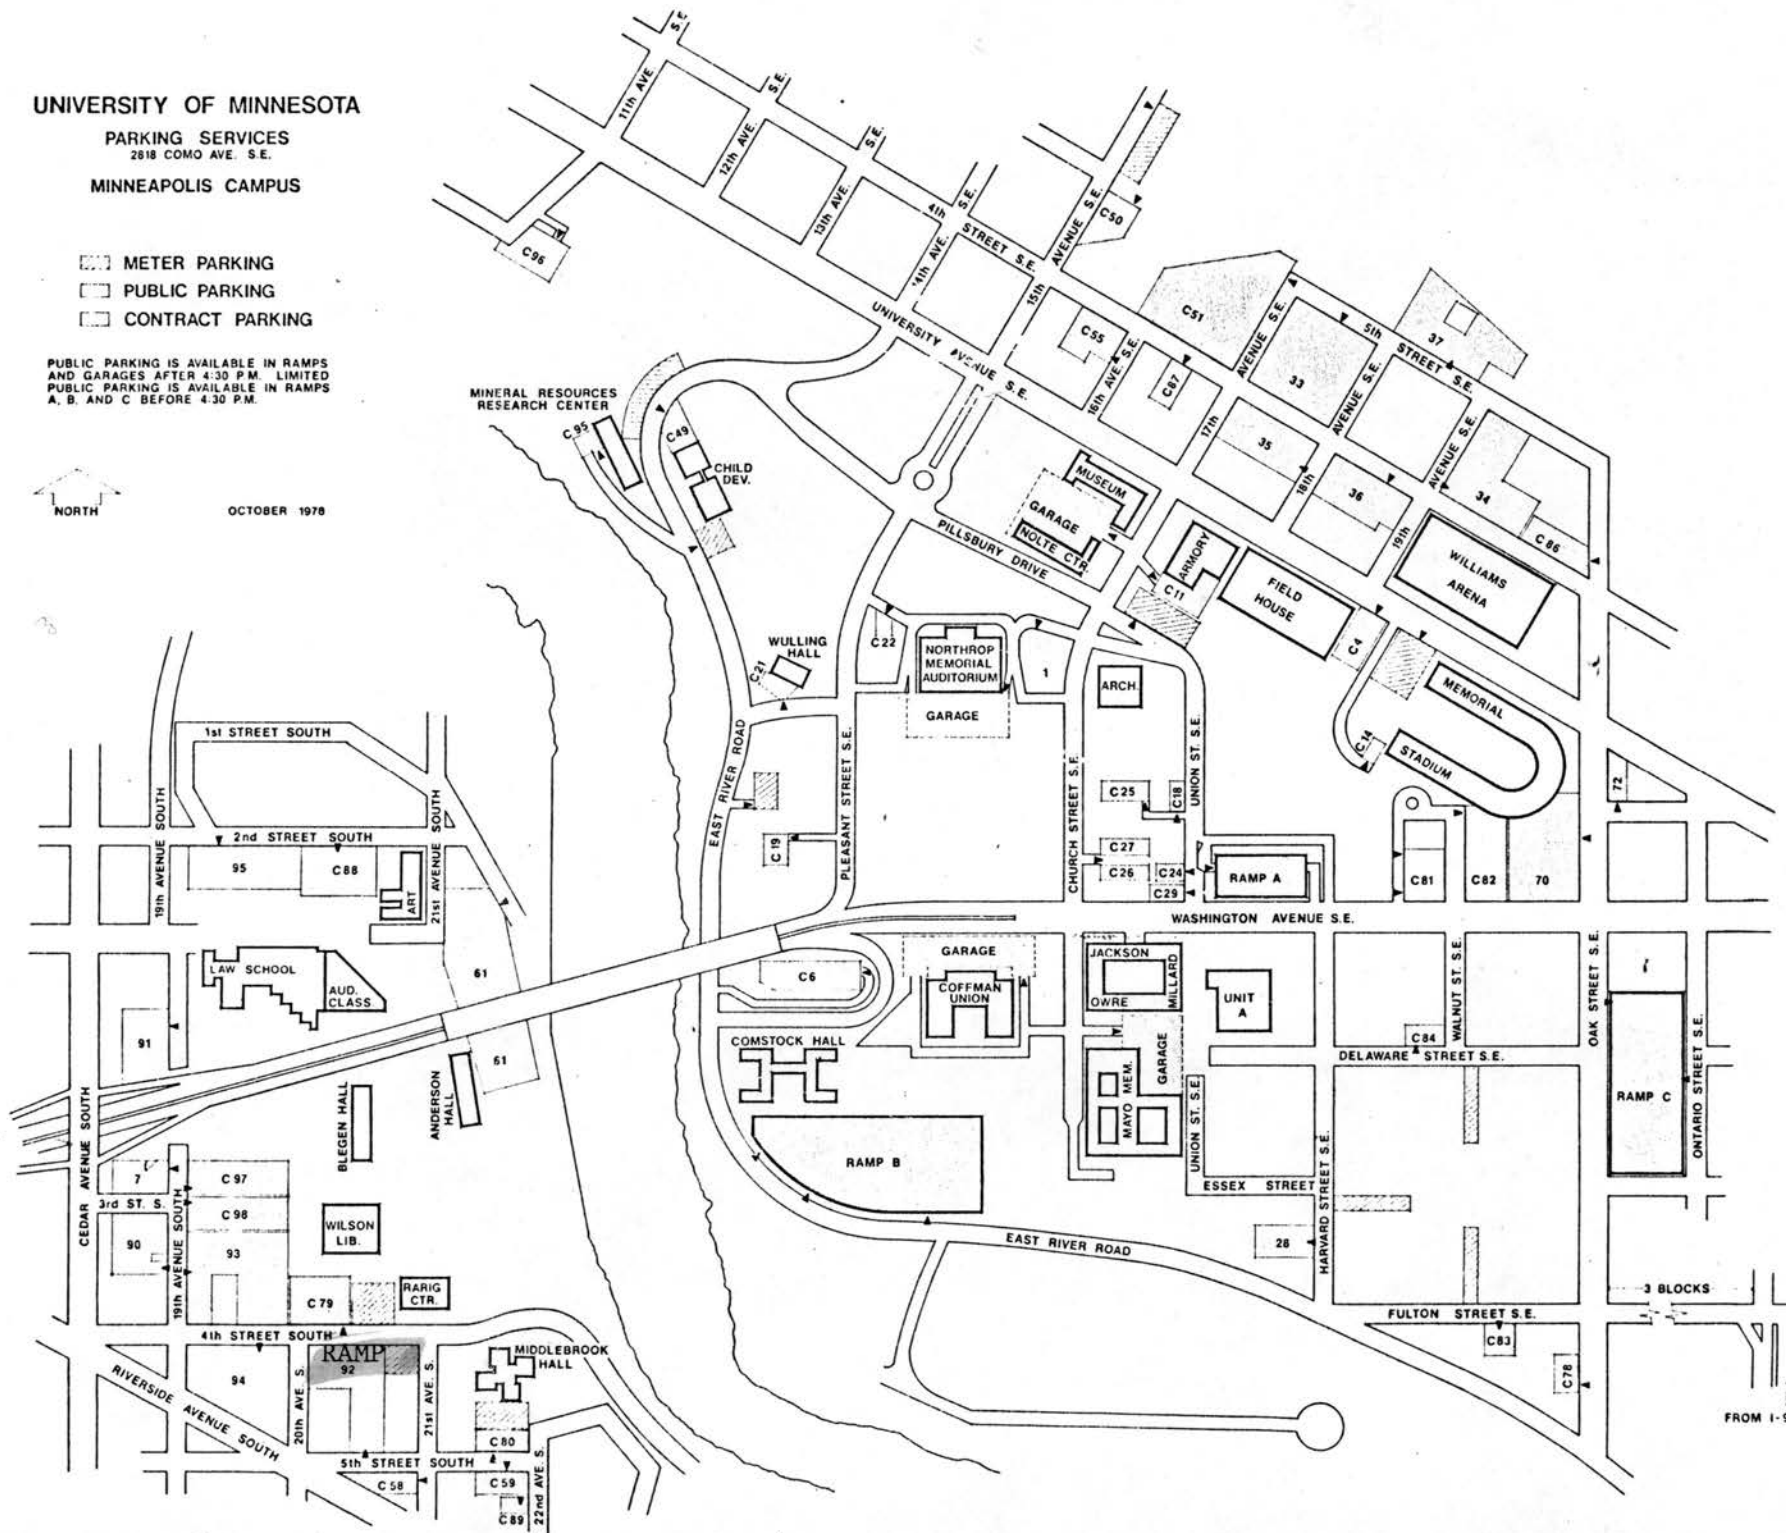 UNIVERSITY OF MINNESOTA
PARKING SERVICES
2818 COMO AVE. S.E.
MINNEAPOLIS CAMPUS
METER PARKING
PUBLIC PARKING
CONTRACT PARKING
PUBLIC PARKING IS AVAILABLE IN RAMPS
AND GARAGES AFTER 4:30 P.M. LIMITED
PUBLIC PARKING IS AVAILABLE IN RAMPS
A, B, AND C BEFORE 4:30 P.M.
NORTH
OCTOBER 1978
S.E.
S.E.
S.E.
S.E.
11th AVE.
12th AVE.
13th AVE.
14th AVE.
4th STREET S.E.
15th AVENUE S.E.
UNIVERSITY AVENUE S.E.
16th AVE. S.E.
17th AVENUE S.E.
18th AVENUE S.E.
19th AVENUE S.E.
5th STREET S.E.
C96
C50
C51
C55
C67
33
37
35
36
34
C86
MINERAL RESOURCES
RESEARCH CENTER
C95
C49
CHILD
DEV.
MUSEUM
GARAGE
NOLTE CTR.
PILLSBURY DRIVE
ARMORY
C11
FIELD
HOUSE
WILLIAMS
ARENA
C4
MEMORIAL
STADIUM
C14
72
WULLING
HALL
C21
C22
NORTHROP
MEMORIAL
AUDITORIUM
1
GARAGE
ARCH.
EAST RIVER ROAD
PLEASANT STREET S.E.
CHURCH STREET S.E.
UNION ST. S.E.
C19
C25
C18
C27
C26
C24
C29
RAMP A
C81
C82
70
WASHINGTON AVENUE S.E.
1st STREET SOUTH
2nd STREET SOUTH
19th AVENUE SOUTH
21st AVENUE SOUTH
95
C88
ART
LAW SCHOOL
AUD.
CLASS.
61
61
91
C6
GARAGE
COFFMAN
UNION
JACKSON
OWRE
MILLARD
UNIT
A
GARAGE
MAYO MEM.
WALNUT ST. S.E.
C84
DELAWARE STREET S.E.
OAK STREET S.E.
RAMP C
ONTARIO STREET S.E.
COMSTOCK HALL
RAMP B
UNION ST. S.E.
ESSEX STREET
HARVARD STREET S.E.
28
EAST RIVER ROAD
FULTON STREET S.E.
3 BLOCKS
C83
C78
FROM I-9
CEDAR AVENUE SOUTH
BLEGEN HALL
ANDERSON
HALL
7
C97
3rd ST. S.
C98
90
93
19th AVENUE SOUTH
WILSON
LIB.
C79
RARIG
CTR.
4th STREET SOUTH
RAMP
92
94
RIVERSIDE AVENUE SOUTH
20th AVE. S.
21st AVE. S.
MIDDLEBROOK
HALL
C80
5th STREET SOUTH
C58
C59
C89
22nd AVE. S.